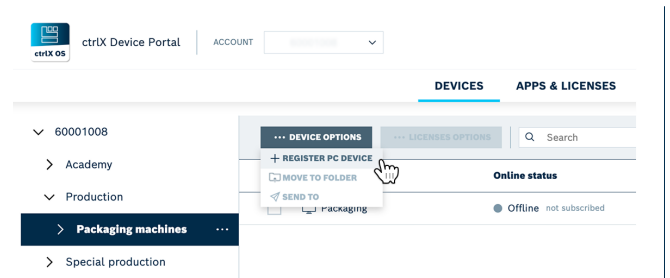 ctrlX OS
ctrlX Device Portal
ACCOUNT
DEVICES
APPS & LICENSES
60001008
Academy
Production
Packaging machines
Special production
DEVICE OPTIONS
LICENSES OPTIONS
Search
REGISTER PC DEVICE
MOVE TO FOLDER
SEND TO
Online status
Packaging
Offline not subscribed